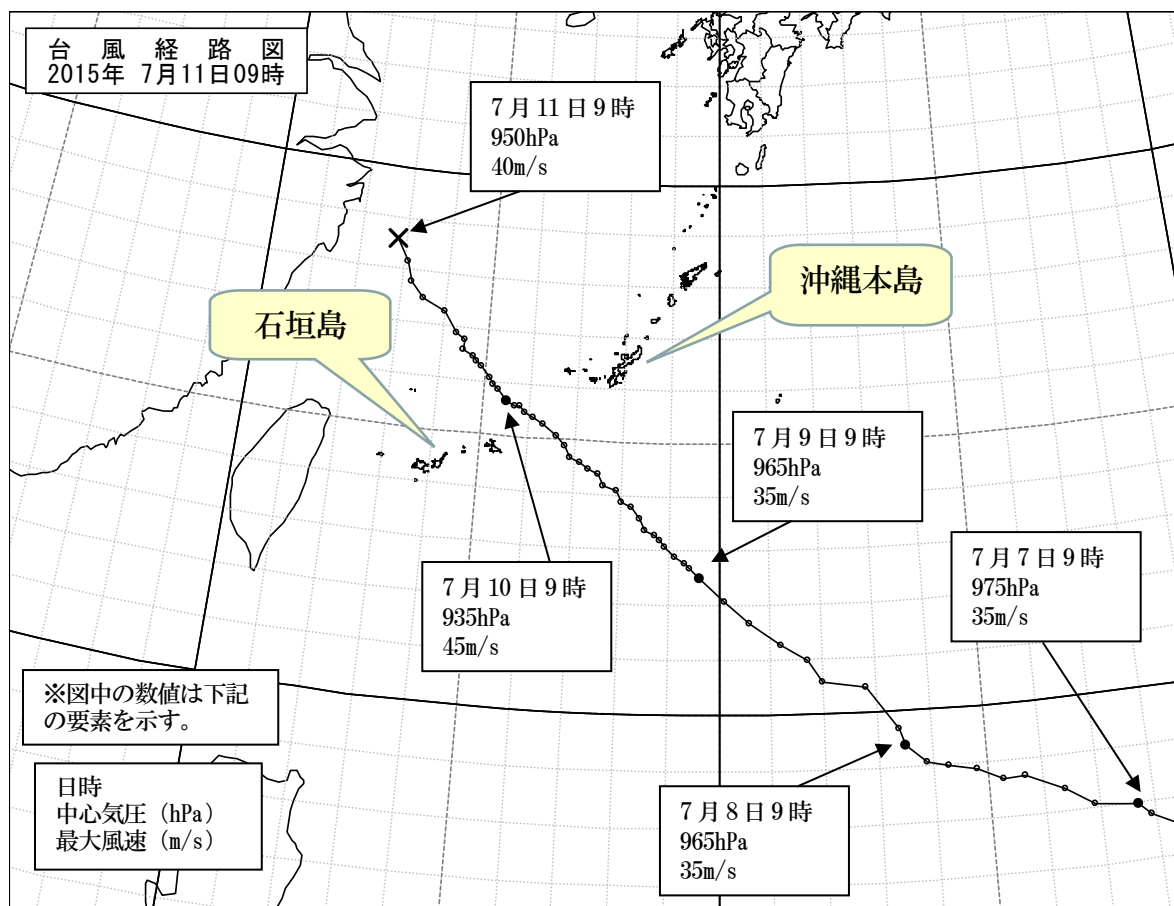 台 風 経 路 図
2015年 7月11日09時
7月11日9時
950hPa
40m/s
沖縄本島
石垣島
7月9日9時
965hPa
35m/s
7月7日9時
975hPa
35m/s
7月10日9時
935hPa
45m/s
※図中の数値は下記
の要素を示す。
日時
中心気圧(hPa)
最大風速(m/s)
7月8日9時
965hPa
35m/s